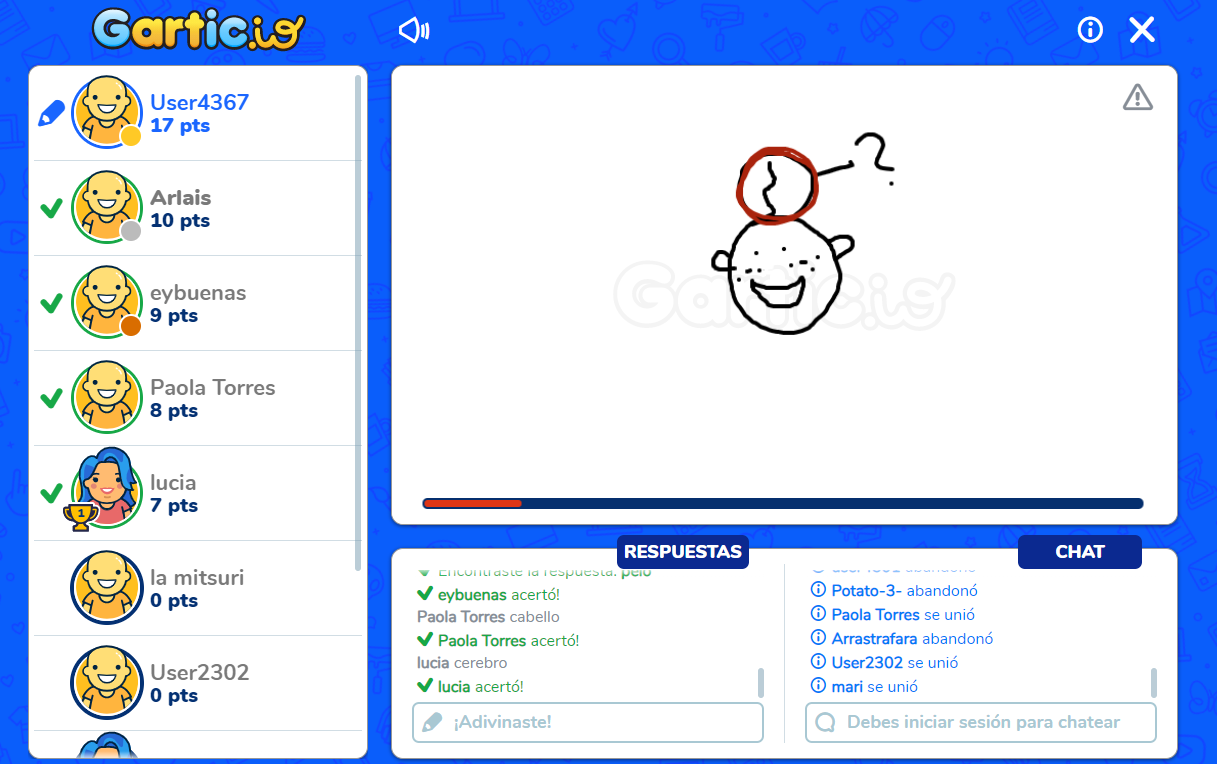 Gartic.io
User4367
17 pts
Arlais
10 pts
eybuenas
9 pts
Paola Torres
8 pts
lucia
1
7 pts
la mitsuri
0 pts
User2302
0 pts
?
Gartic.io
RESPUESTAS
Encontraste la respuesta: pelo
eybuenas acertó!
Paola Torres cabello
Paola Torres acertó!
lucia cerebro
lucia acertó!
¡Adivinaste!
CHAT
abandonó
Potato-3- abandonó
Paola Torres se unió
Arrastrafara abandonó
User2302 se unió
mari se unió
Debes iniciar sesión para chatear